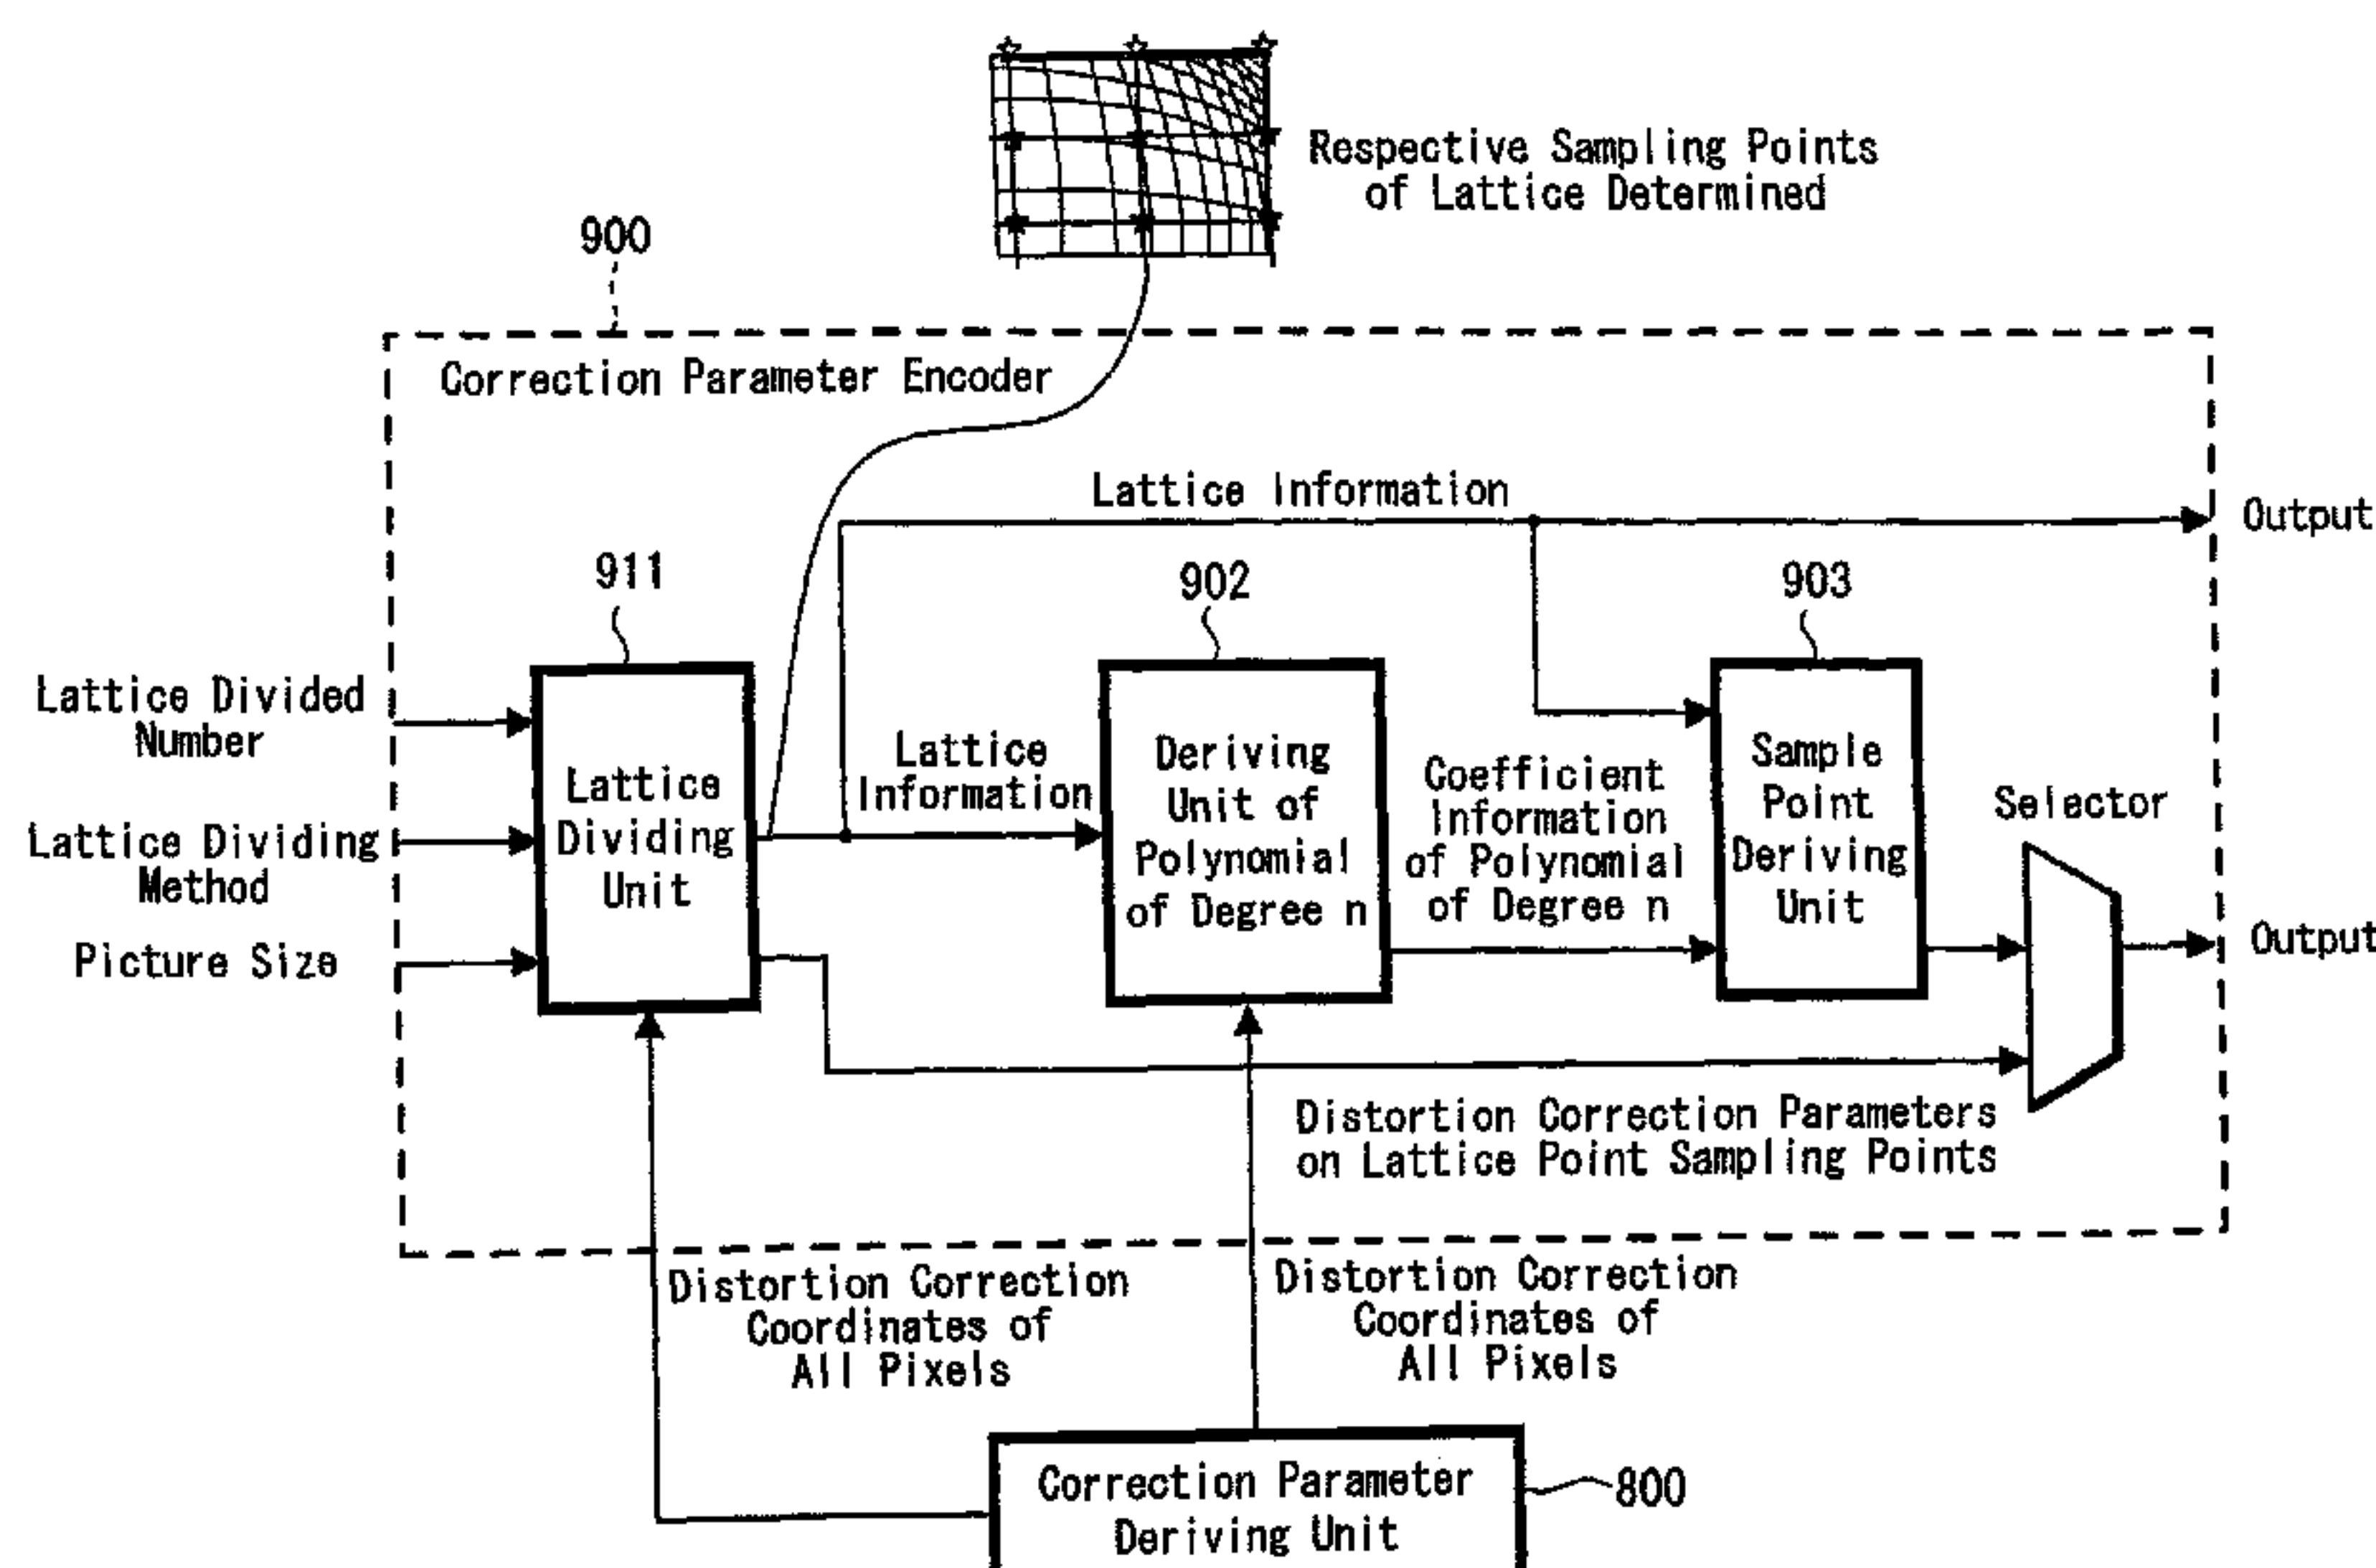 Respective Sampling Points
of Lattice Determined
900
Correction Parameter Encoder
Lattice Information
Output
911
902
903
Lattice Divided
Number
Lattice Dividing
Method
Picture Size
Lattice
Dividing
Unit
Lattice
Information
Deriving
Unit of
Polynomial
of Degree n
Coefficient
Information
of Polynomial
of Degree n
Sample
Point
Deriving
Unit
Selector
Output
Distortion Correction Parameters
on Lattice Point Sampling Points
Distortion Correction
Coordinates of
All Pixels
Distortion Correction
Coordinates of
All Pixels
Correction Parameter
Deriving Unit
800